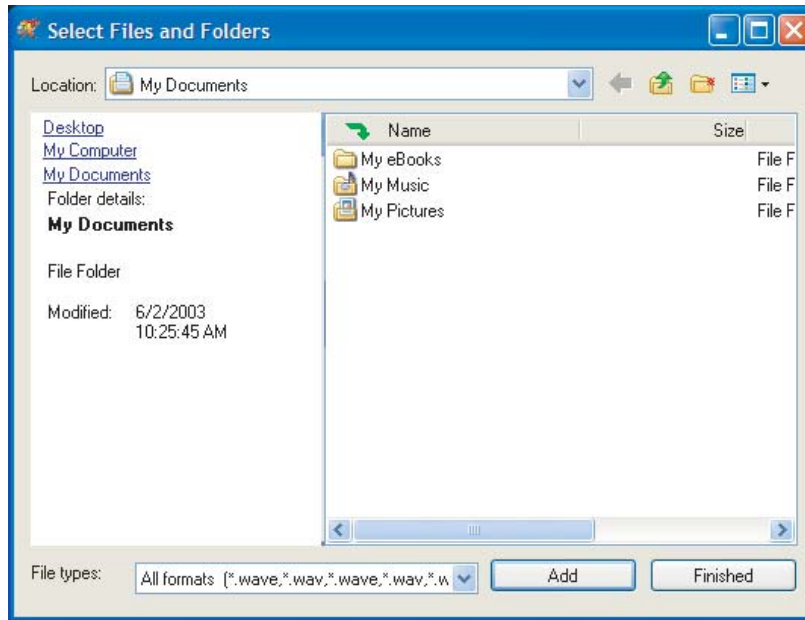 Select Files and Folders
Location: My Documents
Desktop
My Computer
My Documents
Folder details:
My Documents
File Folder
Modified: 6/2/2003
10:25:45 AM
Name Size
My eBooks File F
My Music File F
My Pictures File F
File types: All formats (*.wave,*.wav,*.wave,*.wav,*.w Add Finished